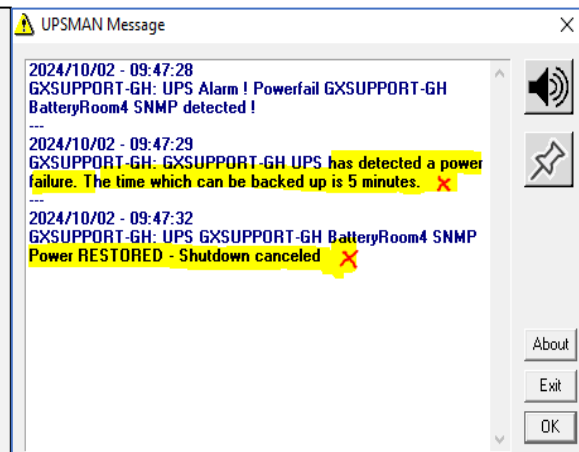 UPSMAN Message
2024/10/02 - 09:47:28
GXSUPPORT-GH: UPS Alarm ! Powerfail GXSUPPORT-GH
BatteryRoom4 SNMP detected !
---
2024/10/02 - 09:47:29
GXSUPPORT-GH: GXSUPPORT-GH UPS has detected a power
failure. The time which can be backed up is 5 minutes.
---
2024/10/02 - 09:47:32
GXSUPPORT-GH: UPS GXSUPPORT-GH BatteryRoom4 SNMP
Power RESTORED - Shutdown canceled
About
Exit
OK